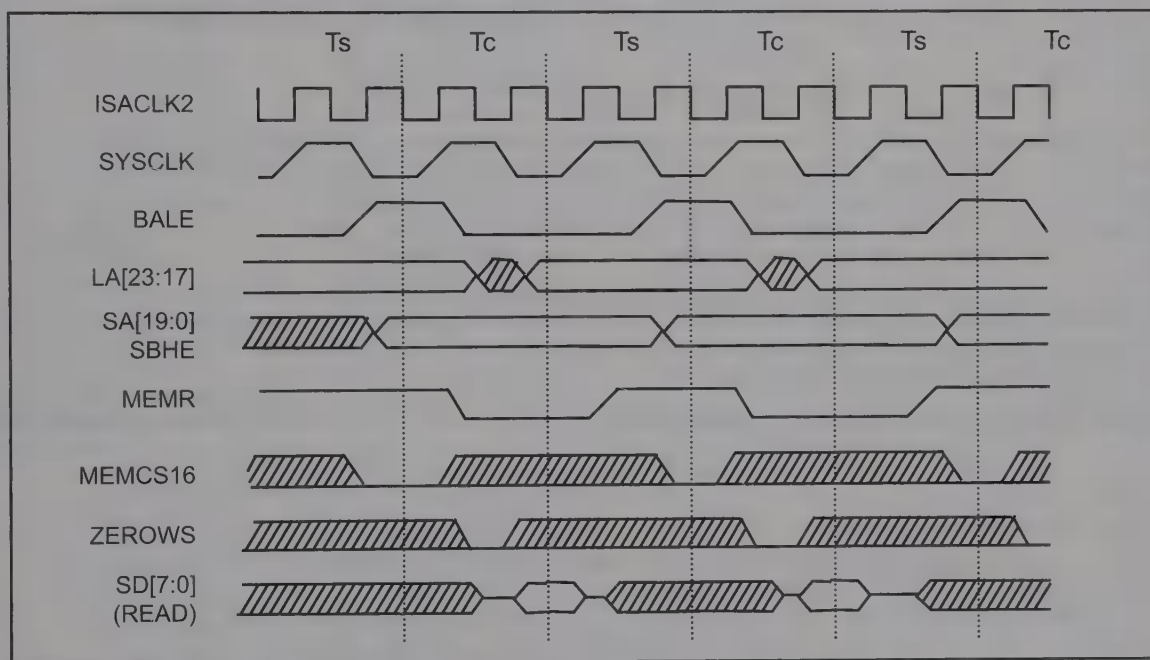 Ts Tc Ts Tc Ts Tc
ISACLK2
SYSCLK
BALE
LA[23:17]
SA[19:0]
SBHE
MEMR
MEMCS16
ZEROWS
SD[7:0]
(READ)